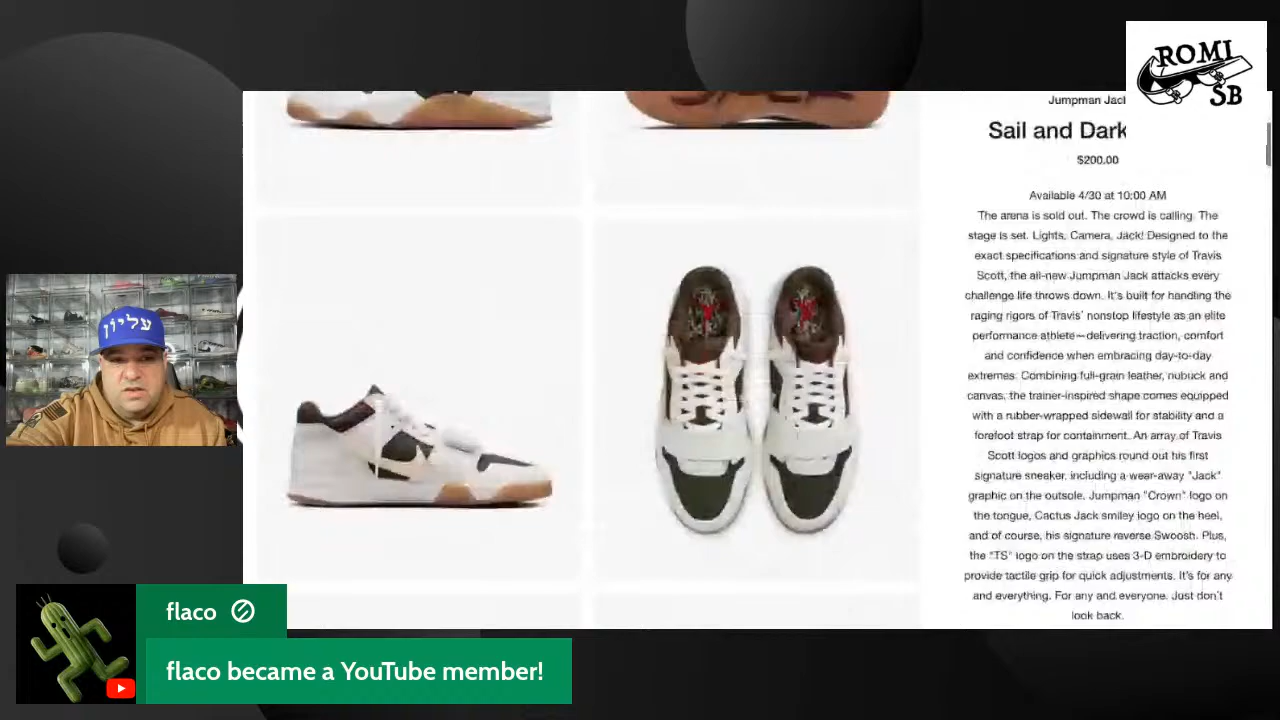 ROMI
SB
Jumpman Jac
Sail and Dark
$200.00
Available 4/30 at 10:00 AM
The arena is sold out. The crowd is calling. The
stage is set. Lights, Camera, Jack! Designed to the
exact specifications and signature style of Travis
Scott, the all-new Jumpman Jack attacks every
challenge life throws down. It's built for handling the
raging rigors of Travis' nonstop lifestyle as an elite
performance athlete—delivering traction, comfort
and confidence when embracing day-to-day
extremes. Combining full-grain leather, nubuck and
canvas, the trainer-inspired shape comes equipped
with a rubber-wrapped sidewall for stability and a
forefoot strap for containment. An array of Travis
Scott logos and graphics round out his first
signature sneaker, including a wear-away "Jack"
graphic on the outsole, Jumpman "Crown" logo on
the tongue, Cactus Jack smiley logo on the heel,
and of course, his signature reverse Swoosh. Plus,
the "TS" logo on the strap uses 3-D embroidery to
provide tactile grip for quick adjustments. It's for any
and everything. For any and everyone. Just don't
look back.
עליון
flaco
flaco became a YouTube member!